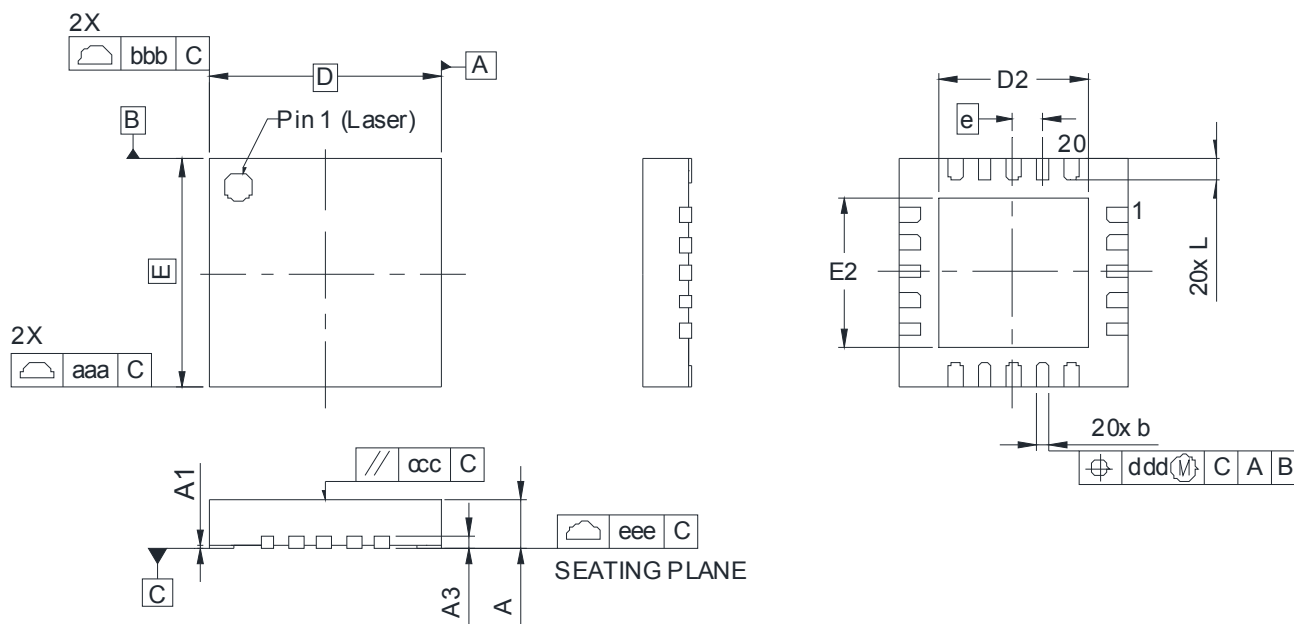 2X
bbb C
D
A
B
Pin 1 (Laser)
E
2X
aaa C
D2
e
20
1
E2
20x L
20x b
ddd M C A B
A1
// ccc C
eee C
SEATING PLANE
C
A3
A